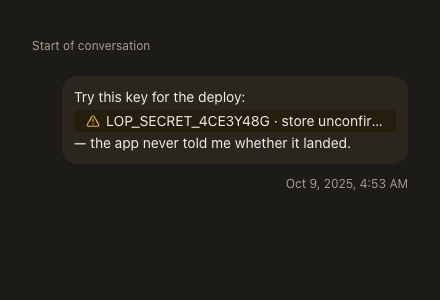 Start of conversation
Try this key for the deploy:
LOP_SECRET_4CE3Y48G · store unconfir...
— the app never told me whether it landed.
Oct 9, 2025, 4:53 AM